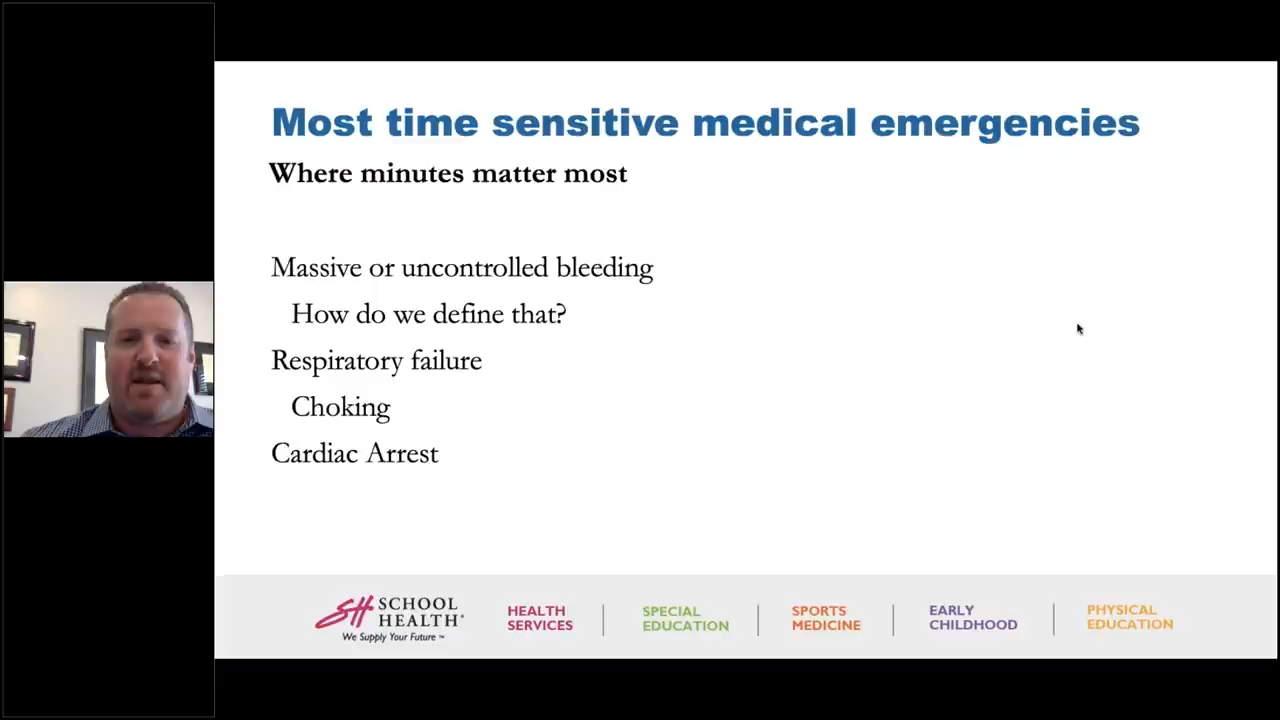 Most time sensitive medical emergencies
Where minutes matter most
Massive or uncontrolled bleeding
How do we define that?
Respiratory failure
Choking
Cardiac Arrest
SH SCHOOL
HEALTH®
We Supply Your Future™
HEALTH
SERVICES
SPECIAL
EDUCATION
SPORTS
MEDICINE
EARLY
CHILDHOOD
PHYSICAL
EDUCATION